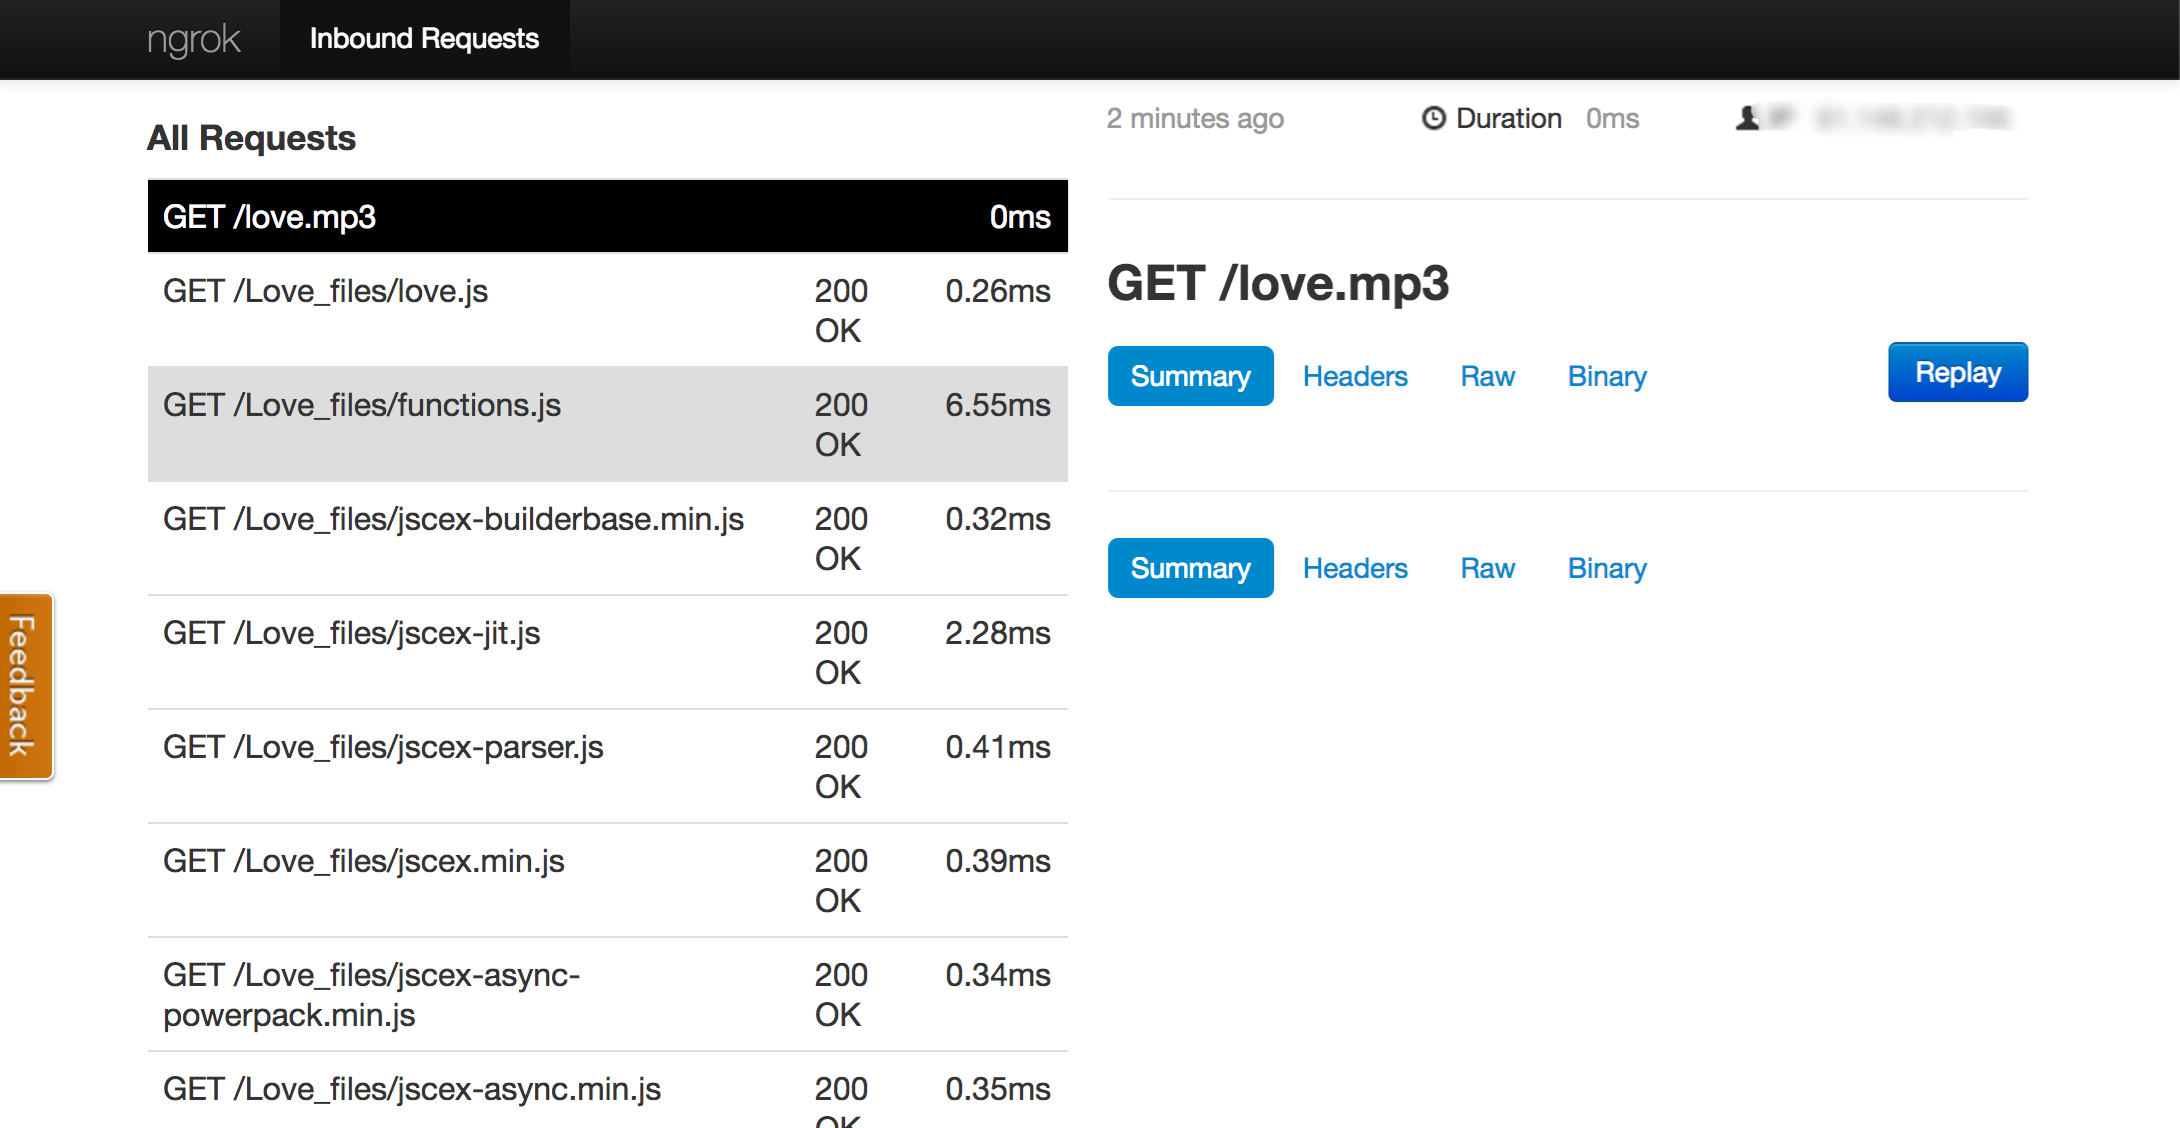 ngrok Inbound Requests
All Requests
GET /love.mp3 0ms
GET /Love_files/love.js 200 OK 0.26ms
GET /Love_files/functions.js 200 OK 6.55ms
GET /Love_files/jscex-builderbase.min.js 200 OK 0.32ms
GET /Love_files/jscex-jit.js 200 OK 2.28ms
GET /Love_files/jscex-parser.js 200 OK 0.41ms
GET /Love_files/jscex.min.js 200 OK 0.39ms
GET /Love_files/jscex-async-
powerpack.min.js 200 OK 0.34ms
GET /Love_files/jscex-async.min.js 200 OK 0.35ms
2 minutes ago Duration 0ms
GET /love.mp3
Summary Headers Raw Binary Replay
Summary Headers Raw Binary
Feedback